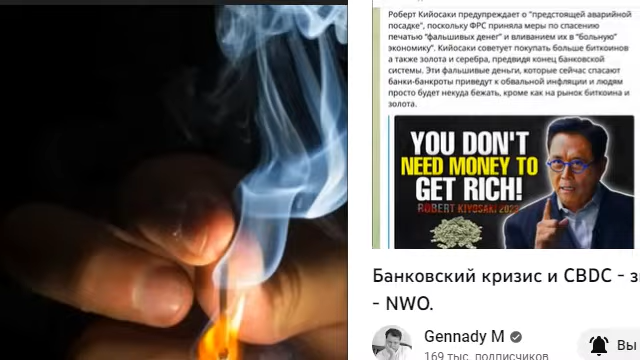 Роберт Кийосаки предупреждает о "предстоящей аварийной
посадке", поскольку ФРС приняла меры по спасению
печатью "фальшивых денег" и вливанием их в "больную"
экономику". Кийосаки советует покупать больше биткоинов
а также золота и серебра, предвидя конец банковской
системы. Эти фальшивые деньги, которые сейчас спасают
банки-банкроты приведут к обвальной инфляции и людям
просто будет некуда бежать, кроме как на рынок биткоина и
золота.
YOU DON'T
NEED MONEY TO
GET RICH!
ROBERT KIYOSAKI 2023
Банковский кризис и CBDC -
- NWO.
Gennady M
169 тыс. подписчиков
Вы